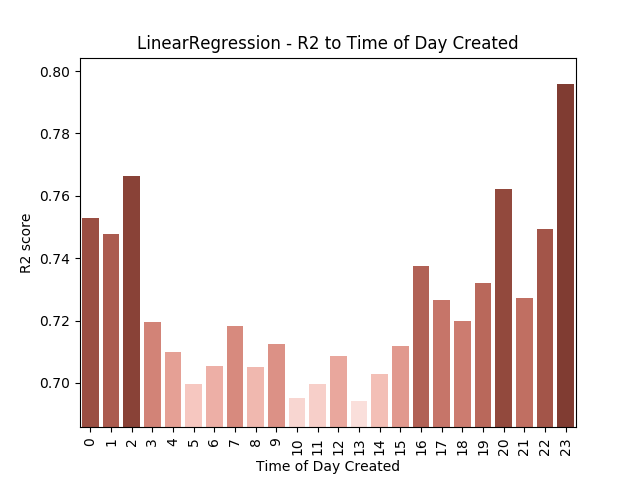 LinearRegression - R2 to Time of Day Created
0.80
0.78
0.76
0.74
0.72
0.70
R2 score
0 1 2 3 4 5 6 7 8 9 10 11 12 13 14 15 16 17 18 19 20 21 22 23
Time of Day Created